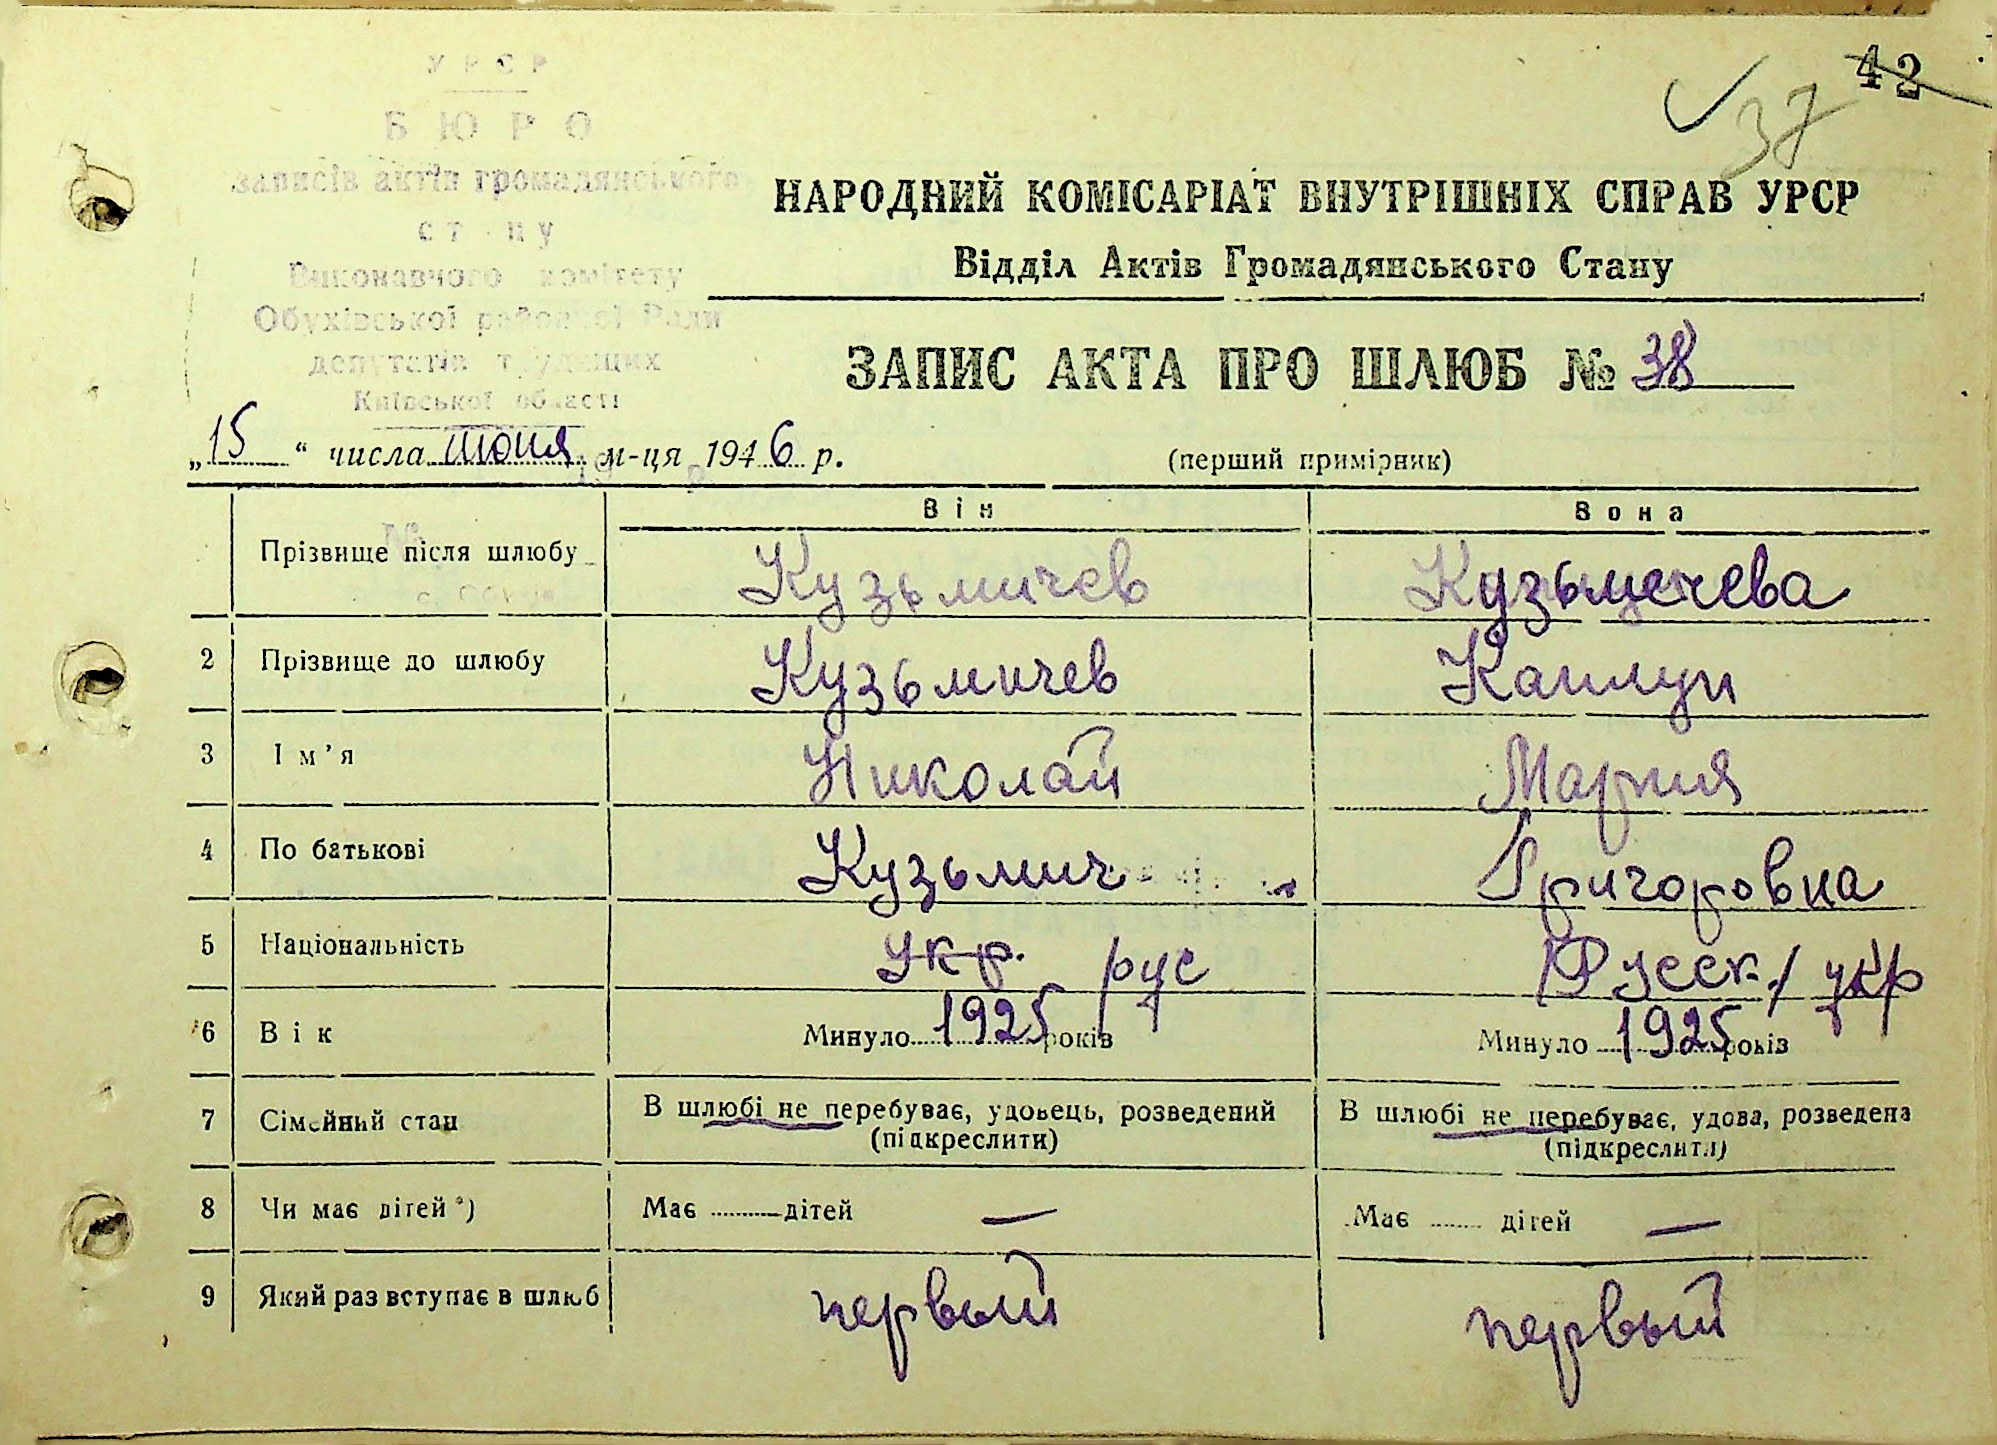 42
37
УРСР
БЮРО
записів актів громадянського
стану
Виконавчого комітету
Обухівської районної Ради
депутатів трудящих
Київської області
НАРОДНИЙ КОМІСАРІАТ ВНУТРІШНІХ СПРАВ УРСР
Відділ Актів Громадянського Стану
ЗАПИС АКТА ПРО ШЛЮБ № 38
„15“ числа июня м-ця 1946 р. (перший примірник)
Він Вона
Прізвище після шлюбу Кузьмичев Кузьмечева
2 Прізвище до шлюбу Кузьмичев Каплун
3 Ім'я Николай Мария
4 По батькові Кузьмич Григоровна
5 Національність укр. рус Русск. / укр
6 Вік Минуло 1925 років Минуло 1925 років
7 Сімейний стан В шлюбі не перебуває, удовець, розведений В шлюбі не перебуває, удова, розведена
(підкреслити) (підкреслити)
8 Чи має дітей *) Має дітей — Має дітей —
9 Який раз вступає в шлюб первый первый